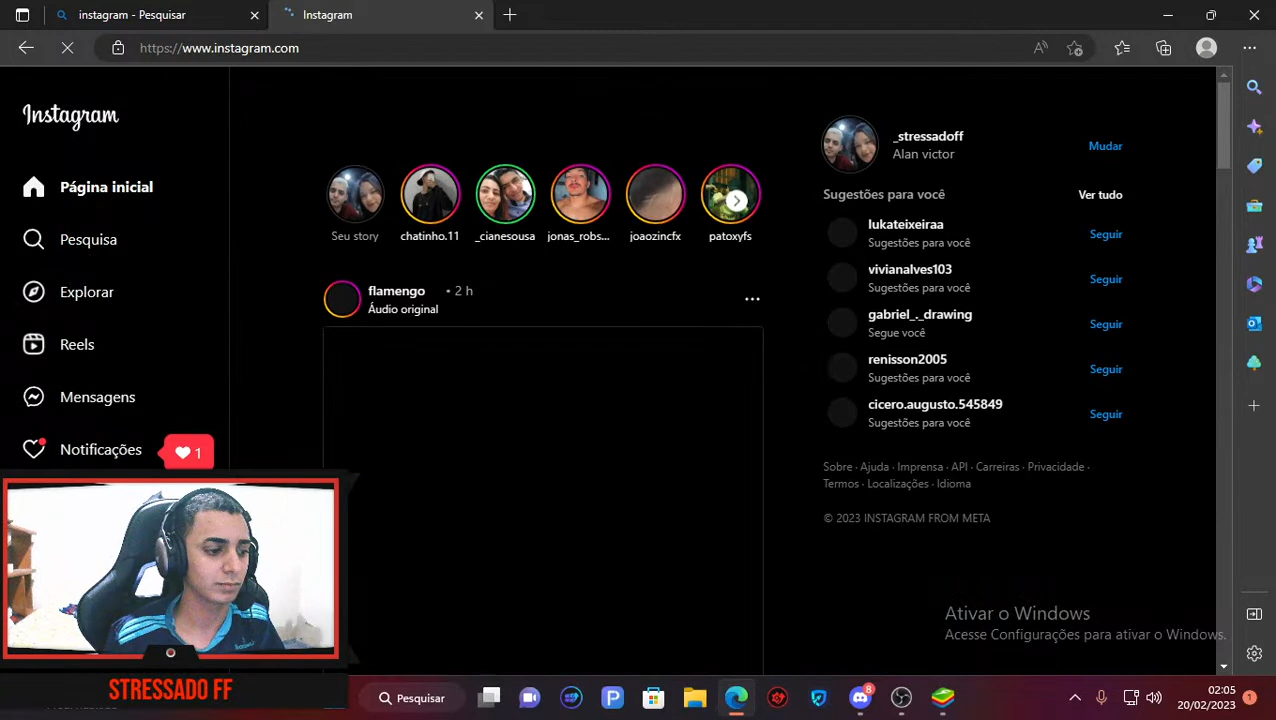 instagram - Pesquisar
Instagram
https://www.instagram.com
Instagram
Página inicial
Pesquisa
Explorar
Reels
Mensagens
Notificações
1
Seu story
chatinho.11
_cianesousa
jonas_robs...
joaozincfx
patoxyfs
flamengo • 2 h
Áudio original
_stressadoff
Alan victor
Mudar
Sugestões para você
Ver tudo
lukateixeiraa
Sugestões para você
Seguir
vivianalves103
Sugestões para você
Seguir
gabriel_._drawing
Segue você
Seguir
renisson2005
Sugestões para você
Seguir
cicero.augusto.545849
Sugestões para você
Seguir
Sobre · Ajuda · Imprensa · API · Carreiras · Privacidade ·
Termos · Localizações · Idioma
© 2023 INSTAGRAM FROM META
Ativar o Windows
Acesse Configurações para ativar o Windows.
STRESSADO FF
Pesquisar
8
02:05
20/02/2023
1